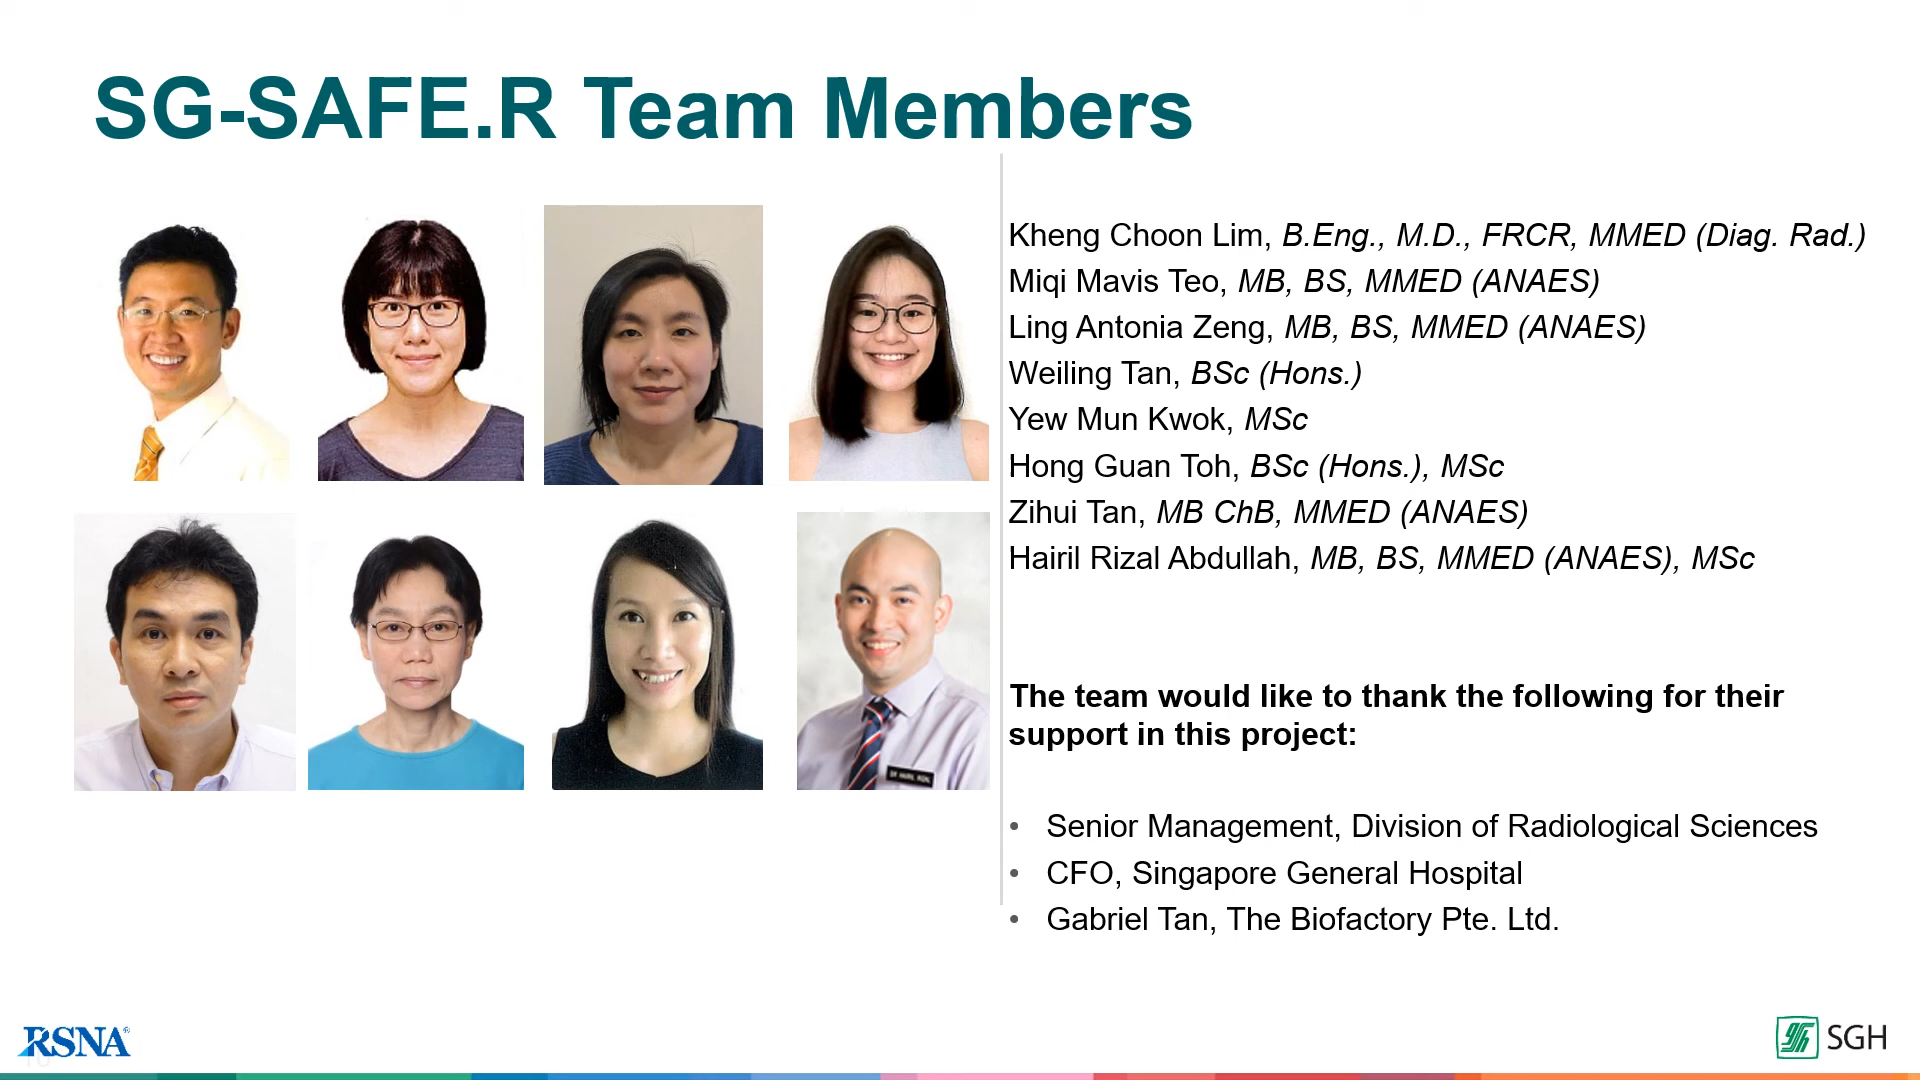 SG-SAFE.R Team Members
Kheng Choon Lim, B.Eng., M.D., FRCR, MMED (Diag. Rad.)
Miqi Mavis Teo, MB, BS, MMED (ANAES)
Ling Antonia Zeng, MB, BS, MMED (ANAES)
Weiling Tan, BSc (Hons.)
Yew Mun Kwok, MSc
Hong Guan Toh, BSc (Hons.), MSc
Zihui Tan, MB ChB, MMED (ANAES)
Hairil Rizal Abdullah, MB, BS, MMED (ANAES), MSc
The team would like to thank the following for their
support in this project:
• Senior Management, Division of Radiological Sciences
• CFO, Singapore General Hospital
• Gabriel Tan, The Biofactory Pte. Ltd.
RSNA®
SGH